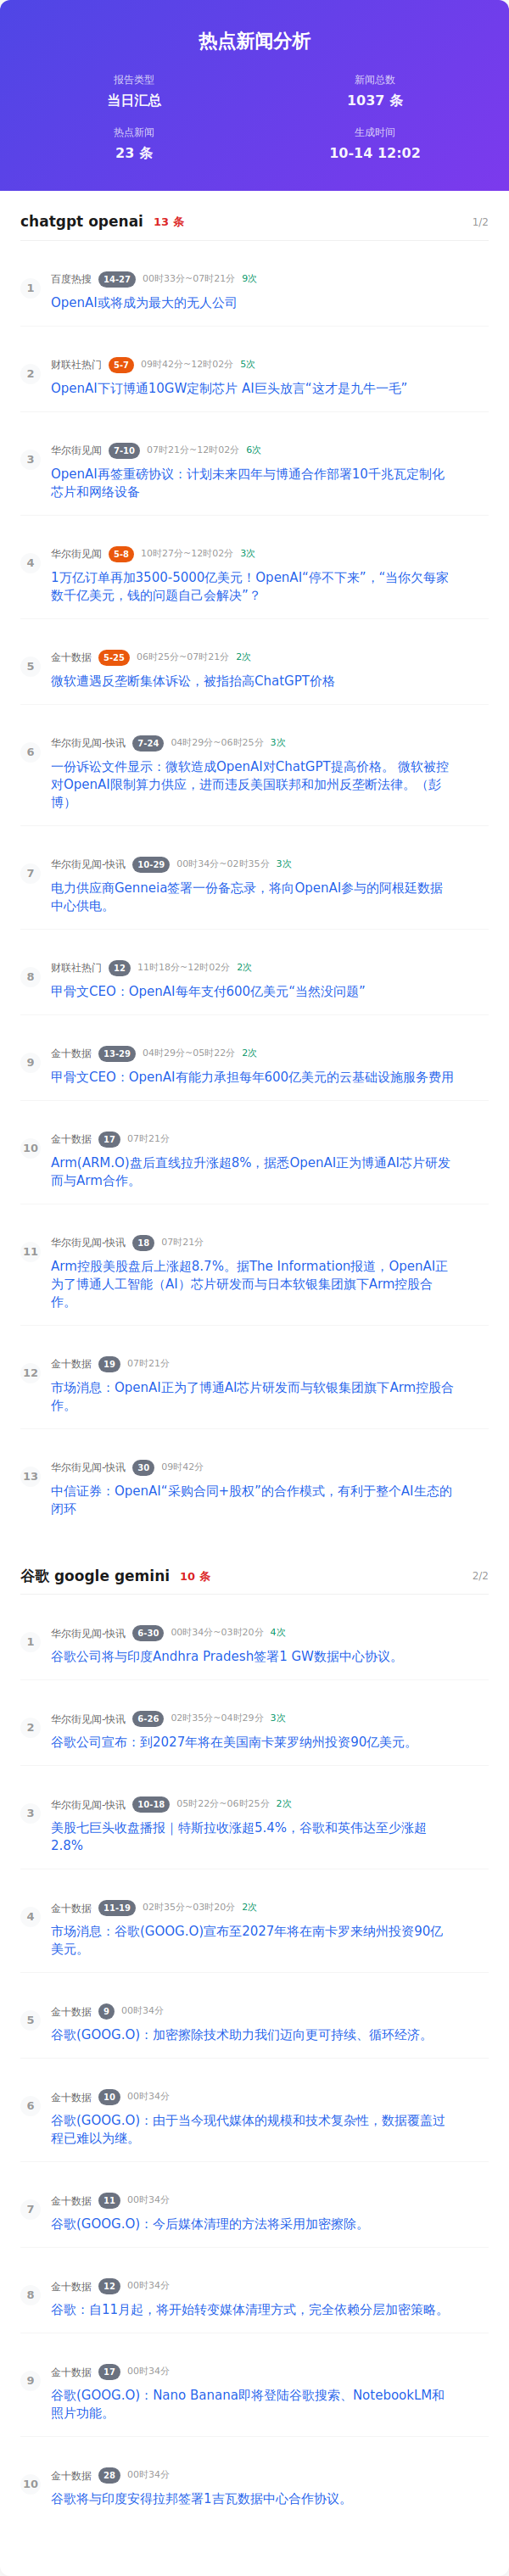 热点新闻分析
报告类型
新闻总数
当日汇总
1037 条
热点新闻
生成时间
23 条
10-14 12:02
chatgpt openai 13 条 1/2
1
百度热搜 14-27 00时33分~07时21分 9次
OpenAI或将成为最大的无人公司
2
财联社热门 5-7 09时42分~12时02分 5次
OpenAI下订博通10GW定制芯片 AI巨头放言“这才是九牛一毛”
3
华尔街见闻 7-10 07时21分~12时02分 6次
OpenAI再签重磅协议：计划未来四年与博通合作部署10千兆瓦定制化
芯片和网络设备
4
华尔街见闻 5-8 10时27分~12时02分 3次
1万亿订单再加3500-5000亿美元！OpenAI“停不下来”，“当你欠每家
数千亿美元，钱的问题自己会解决”？
5
金十数据 5-25 06时25分~07时21分 2次
微软遭遇反垄断集体诉讼，被指抬高ChatGPT价格
6
华尔街见闻-快讯 7-24 04时29分~06时25分 3次
一份诉讼文件显示：微软造成OpenAI对ChatGPT提高价格。 微软被控
对OpenAI限制算力供应，进而违反美国联邦和加州反垄断法律。（彭
博）
7
华尔街见闻-快讯 10-29 00时34分~02时35分 3次
电力供应商Genneia签署一份备忘录，将向OpenAI参与的阿根廷数据
中心供电。
8
财联社热门 12 11时18分~12时02分 2次
甲骨文CEO：OpenAI每年支付600亿美元“当然没问题”
9
金十数据 13-29 04时29分~05时22分 2次
甲骨文CEO：OpenAI有能力承担每年600亿美元的云基础设施服务费用
10
金十数据 17 07时21分
Arm(ARM.O)盘后直线拉升涨超8%，据悉OpenAI正为博通AI芯片研发
而与Arm合作。
11
华尔街见闻-快讯 18 07时21分
Arm控股美股盘后上涨超8.7%。据The Information报道，OpenAI正
为了博通人工智能（AI）芯片研发而与日本软银集团旗下Arm控股合
作。
12
金十数据 19 07时21分
市场消息：OpenAI正为了博通AI芯片研发而与软银集团旗下Arm控股合
作。
13
华尔街见闻-快讯 30 09时42分
中信证券：OpenAI“采购合同+股权”的合作模式，有利于整个AI生态的
闭环
谷歌 google gemini 10 条 2/2
1
华尔街见闻-快讯 6-30 00时34分~03时20分 4次
谷歌公司将与印度Andhra Pradesh签署1 GW数据中心协议。
2
华尔街见闻-快讯 6-26 02时35分~04时29分 3次
谷歌公司宣布：到2027年将在美国南卡莱罗纳州投资90亿美元。
3
华尔街见闻-快讯 10-18 05时22分~06时25分 2次
美股七巨头收盘播报｜特斯拉收涨超5.4%，谷歌和英伟达至少涨超
2.8%
4
金十数据 11-19 02时35分~03时20分 2次
市场消息：谷歌(GOOG.O)宣布至2027年将在南卡罗来纳州投资90亿
美元。
5
金十数据 9 00时34分
谷歌(GOOG.O)：加密擦除技术助力我们迈向更可持续、循环经济。
6
金十数据 10 00时34分
谷歌(GOOG.O)：由于当今现代媒体的规模和技术复杂性，数据覆盖过
程已难以为继。
7
金十数据 11 00时34分
谷歌(GOOG.O)：今后媒体清理的方法将采用加密擦除。
8
金十数据 12 00时34分
谷歌：自11月起，将开始转变媒体清理方式，完全依赖分层加密策略。
9
金十数据 17 00时34分
谷歌(GOOG.O)：Nano Banana即将登陆谷歌搜索、NotebookLM和
照片功能。
10
金十数据 28 00时34分
谷歌将与印度安得拉邦签署1吉瓦数据中心合作协议。